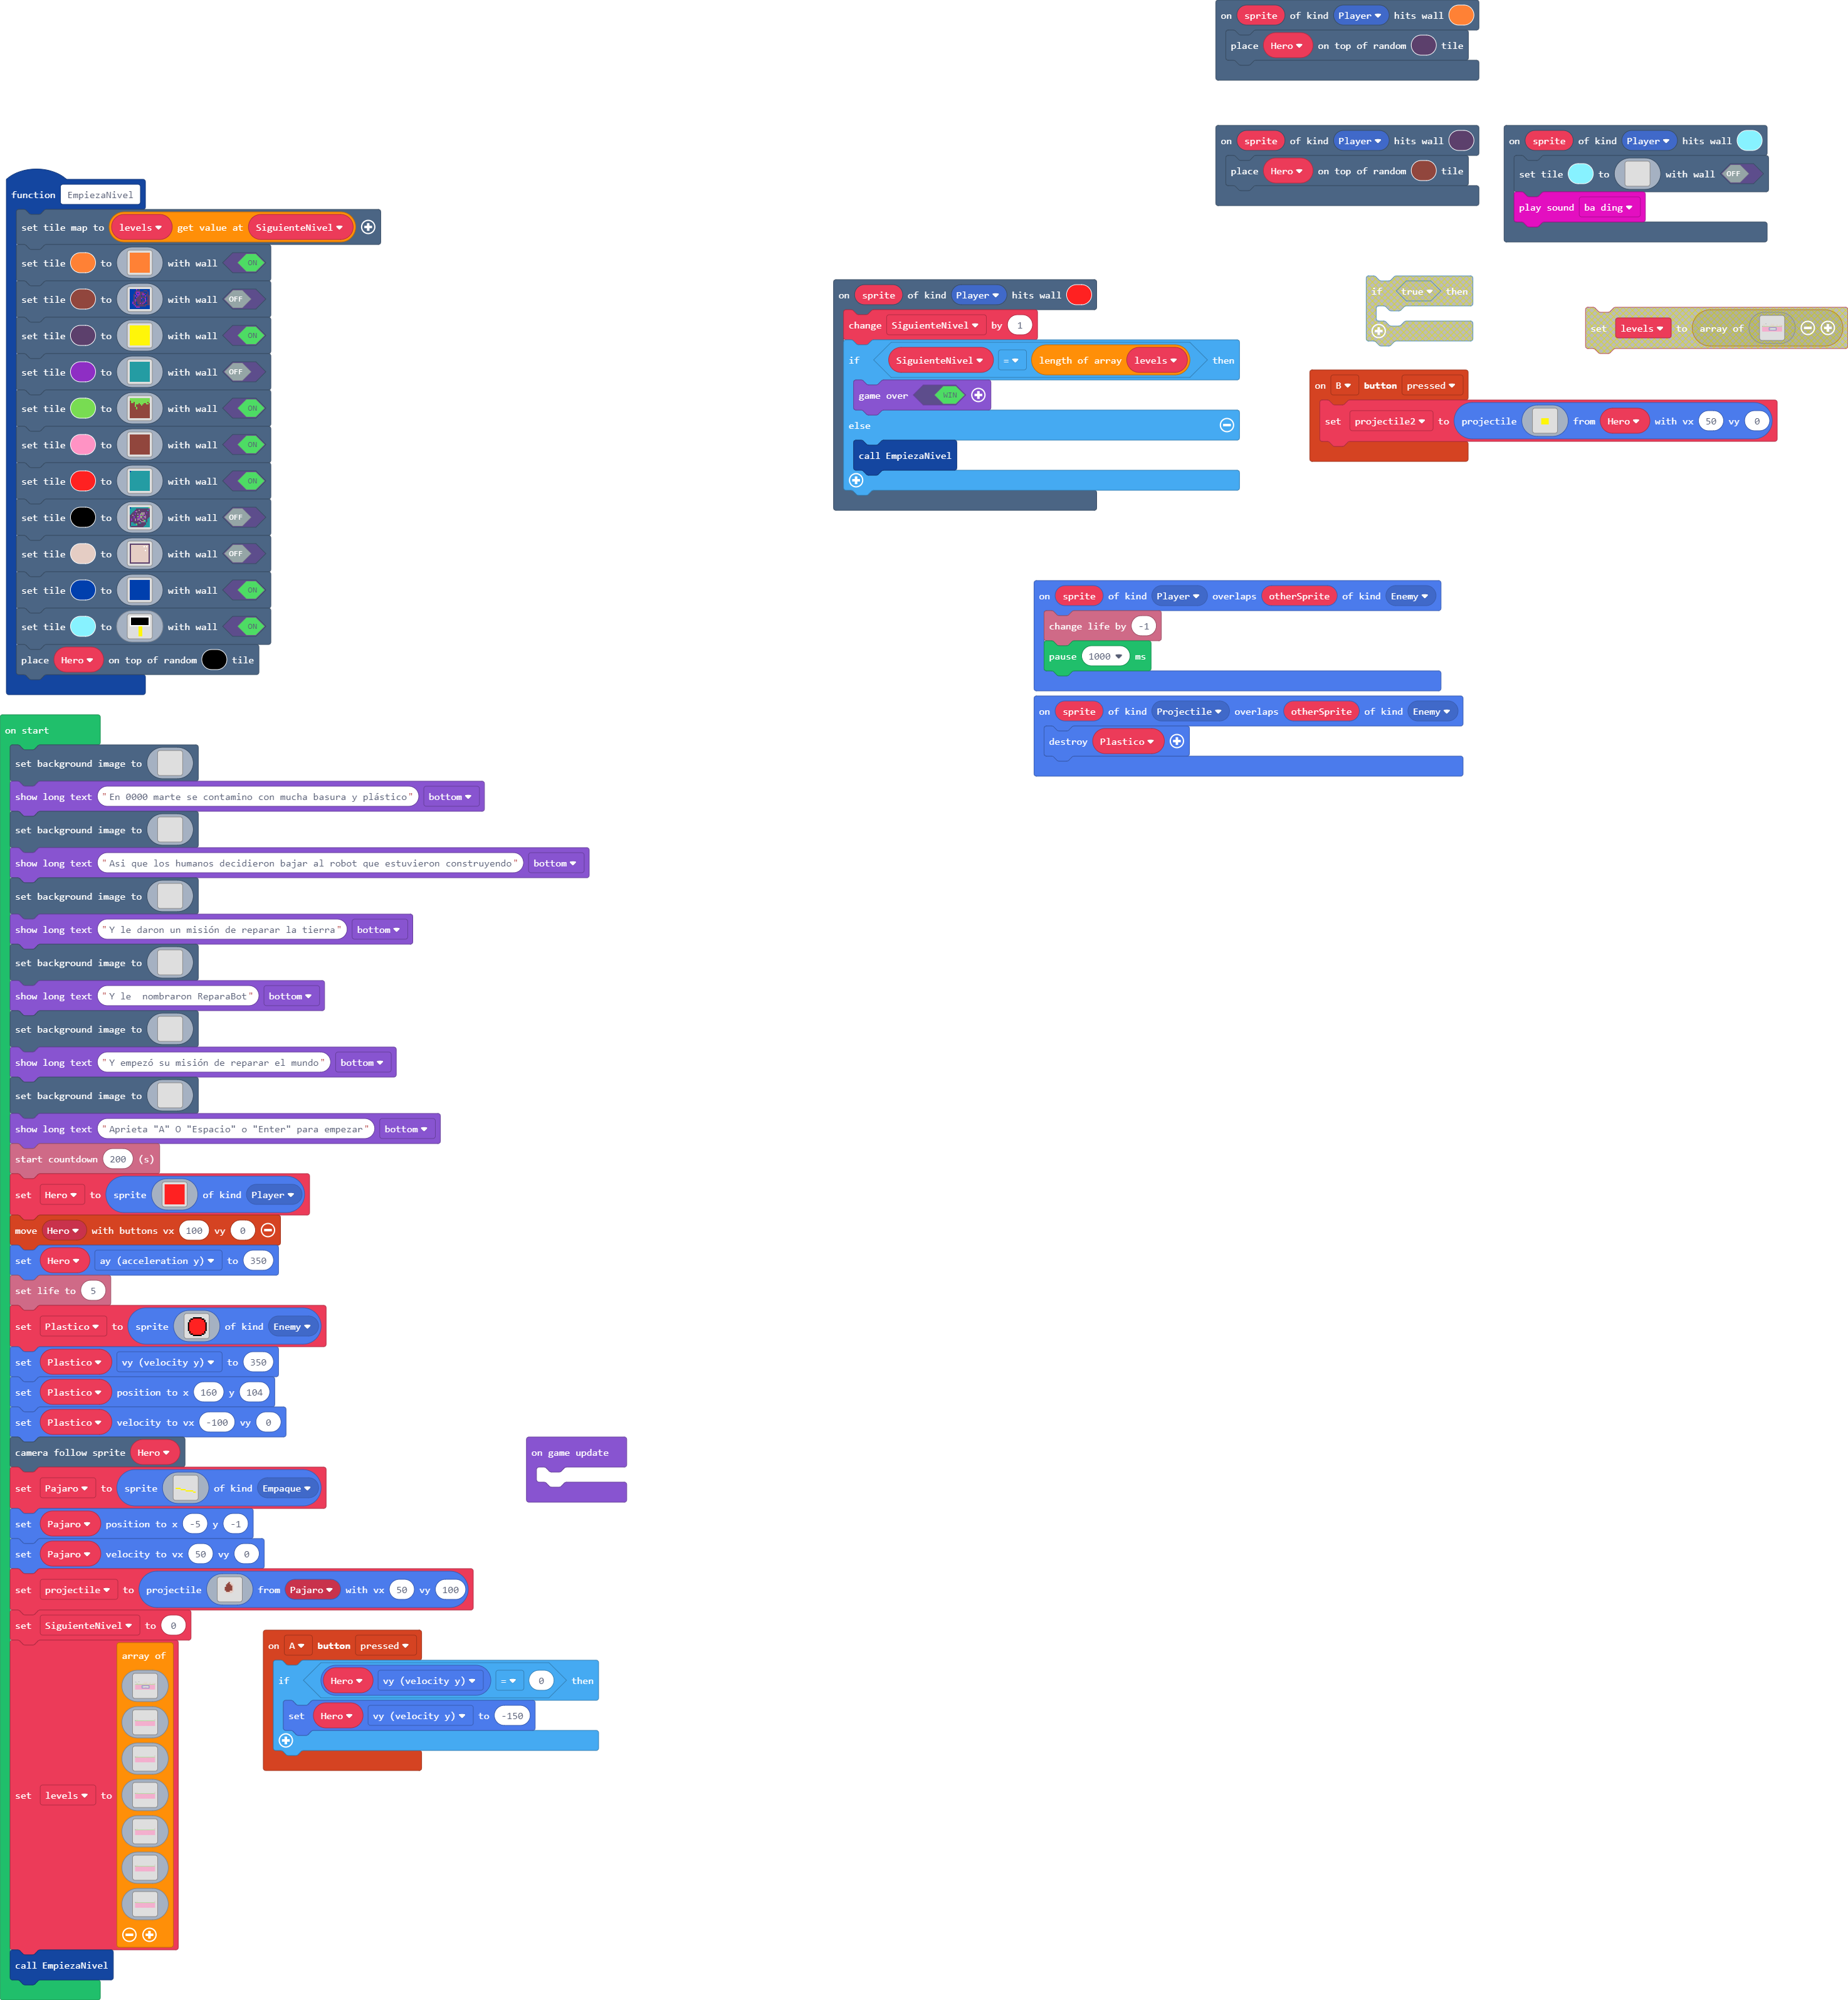 on sprite of kind Player hits wall
place Hero on top of random tile
on sprite of kind Player hits wall
place Hero on top of random tile
on sprite of kind Player hits wall
set tile to with wall OFF
play sound ba ding
function EmpiezaNivel
set tile map to levels get value at SiguienteNivel
set tile to with wall ON
set tile to with wall OFF
set tile to with wall ON
set tile to with wall OFF
set tile to with wall ON
set tile to with wall ON
set tile to with wall ON
set tile to with wall OFF
set tile to with wall OFF
set tile to with wall ON
set tile to with wall ON
place Hero on top of random tile
on sprite of kind Player hits wall
change SiguienteNivel by 1
if SiguienteNivel = length of array levels then
game over WIN
else
call EmpiezaNivel
if true then
set levels to array of
on B button pressed
set projectile2 to projectile from Hero with vx 50 vy 0
on sprite of kind Player overlaps otherSprite of kind Enemy
change life by -1
pause 1000 ms
on sprite of kind Projectile overlaps otherSprite of kind Enemy
destroy Plastico
on start
set background image to
show long text "En 0000 marte se contamino con mucha basura y plástico" bottom
set background image to
show long text "Asi que los humanos decidieron bajar al robot que estuvieron construyendo" bottom
set background image to
show long text "Y le daron un misión de reparar la tierra" bottom
set background image to
show long text "Y le  nombraron ReparaBot" bottom
set background image to
show long text "Y empezó su misión de reparar el mundo" bottom
set background image to
show long text "Aprieta "A" O "Espacio" o "Enter" para empezar" bottom
start countdown 200 (s)
set Hero to sprite of kind Player
move Hero with buttons vx 100 vy 0
set Hero ay (acceleration y) to 350
set life to 5
set Plastico to sprite of kind Enemy
set Plastico vy (velocity y) to 350
set Plastico position to x 160 y 104
set Plastico velocity to vx -100 vy 0
camera follow sprite Hero
set Pajaro to sprite of kind Empaque
set Pajaro position to x -5 y -1
set Pajaro velocity to vx 50 vy 0
set projectile to projectile from Pajaro with vx 50 vy 100
set SiguienteNivel to 0
array of
set levels to
call EmpiezaNivel
on game update
on A button pressed
if Hero vy (velocity y) = 0 then
set Hero vy (velocity y) to -150